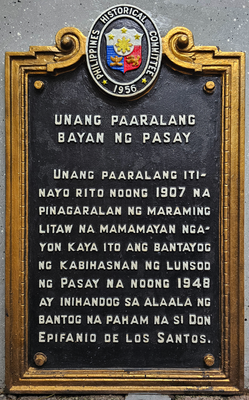 PHILIPPINES HISTORICAL COMMITTEE
1956
UNANG PAARALANG
BAYAN NG PASAY
UNANG PAARALANG ITI-
NAYO RITO NOONG 1907 NA
PINAGARALAN NG MARAMING
LITAW NA MAMAMAYAN NGA-
YON KAYA ITO ANG BANTAYOG
NG KABIHASNAN NG LUNSOD
NG PASAY NA NOONG 1948
AY INIHANDOG SA ALAALA NG
BANTOG NA PAHAM NA SI DON
EPIFANIO DE LOS SANTOS.